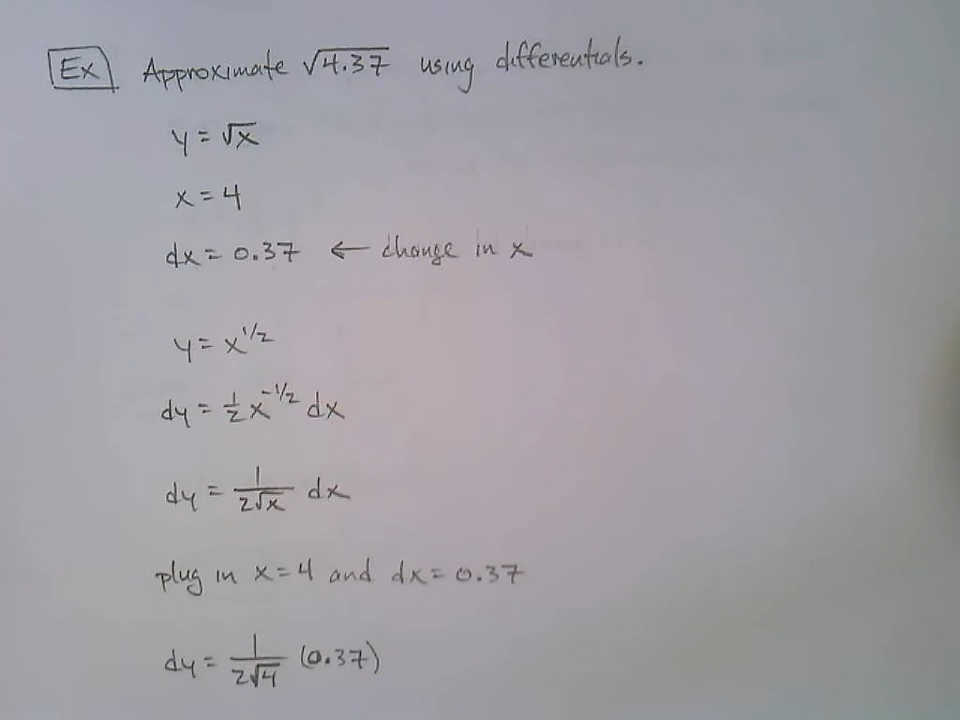 Ex Approximate √4.37 using differentials.
y = √x
x = 4
dx = 0.37 ← change in x
y = x^1/2
dy = 1/2 x^-1/2 dx
dy = 1/(2√x) dx
plug in x = 4 and dx = 0.37
dy = 1/(2√4) (0.37)